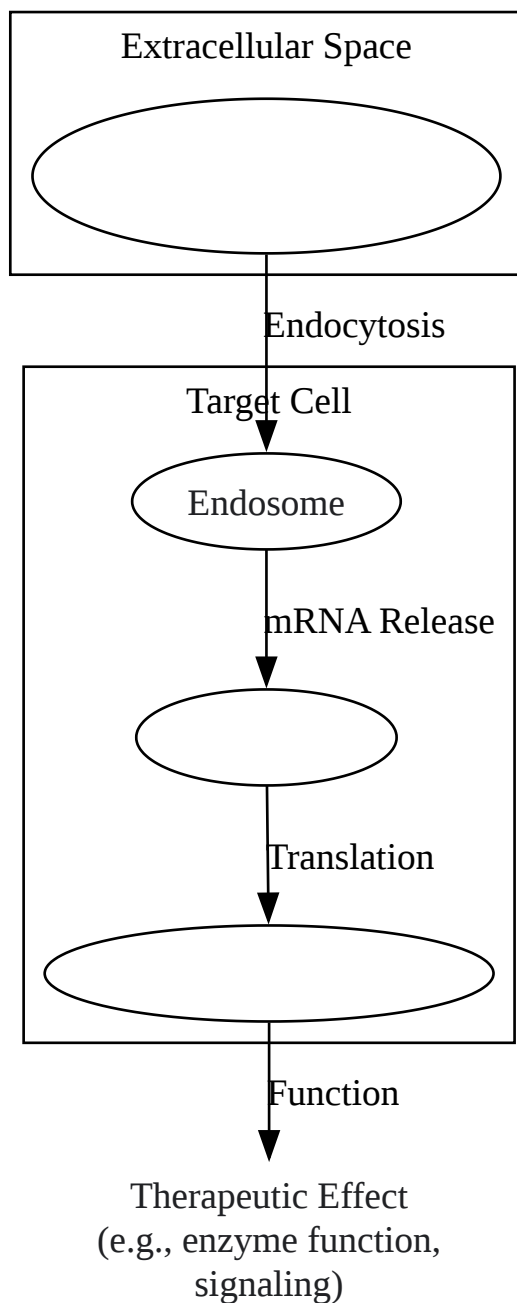 Extracellular Space
Endocytosis
Target Cell
Endosome
mRNA Release
Translation
Function
Therapeutic Effect
(e.g., enzyme function,
signaling)